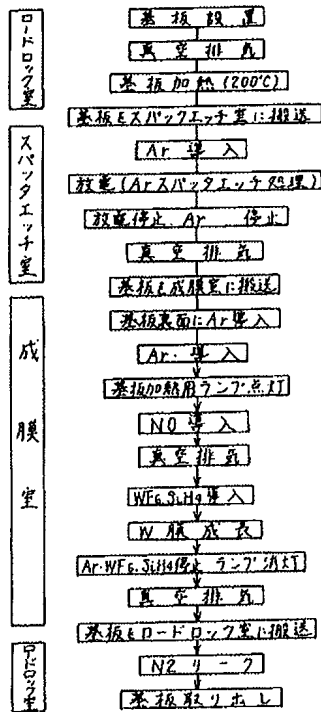 ロードロック室
基板設置
真空排気
基板加熱(200℃)
基板をスパッタエッチ室に搬送
スパッタエッチ室
Ar 導入
放電(Arスパッタエッチ処理)
放電停止 Ar 停止
真空排気
基板を成膜室に搬送
成膜室
基板裏面にAr導入
Ar・導入
基板加熱用ランプ点灯
NO導入
真空排気
WF6.SiH4導入
W膜成長
Ar.WF6.SiH4停止 ランプ消灯
真空排気
基板をロードロック室に搬送
ロードロック室
N2リーク
基板取り出し